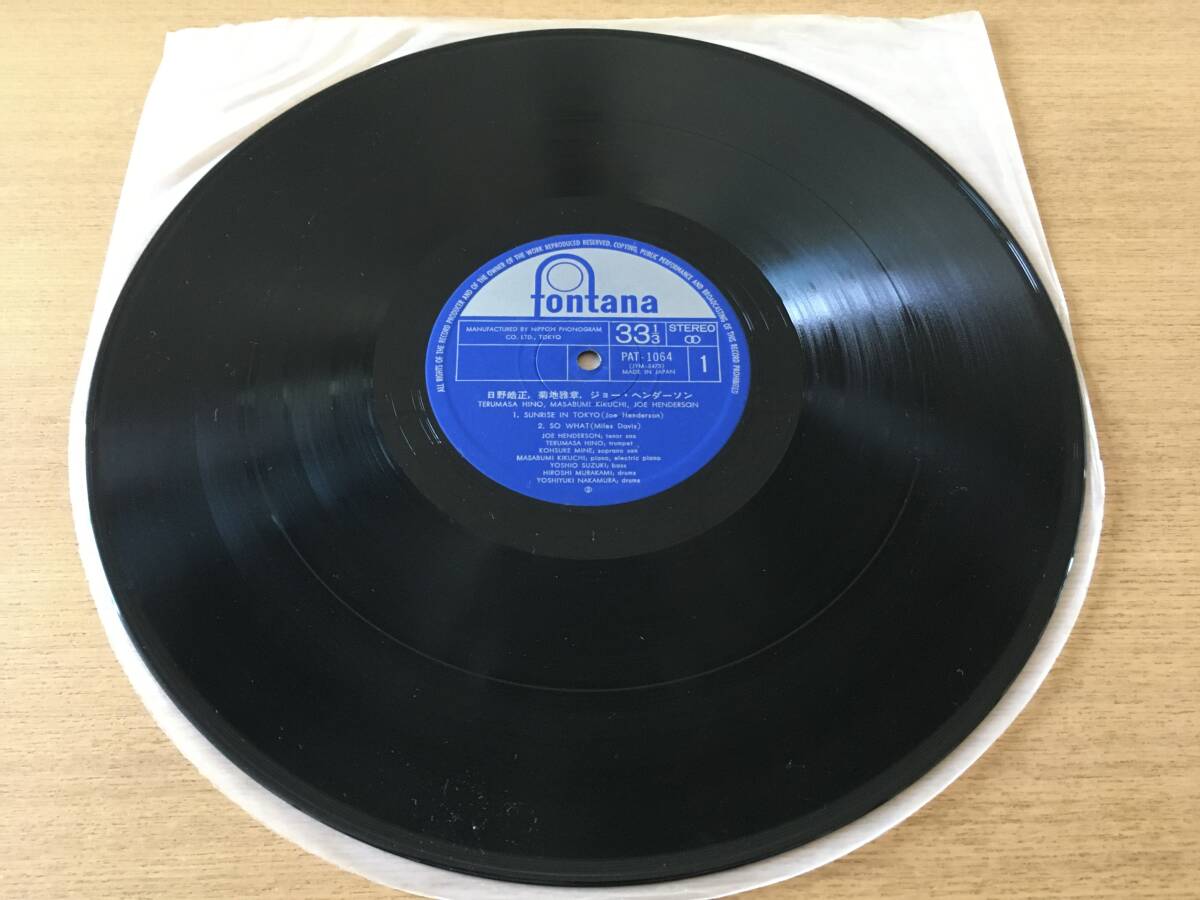 ALL RIGHTS OF THE RECORD PRODUCER AND OF THE OWNER OF THE WORK REPRODUCED RESERVED. COPYING, PUBLIC PERFORMANCE AND BROADCASTING OF THIS RECORD PROHIBITED
fontana
MANUFACTURED BY NIPPON PHONOGRAM
CO. LTD., TOKYO
33 1/3
STEREO
PAT-1064
(JYM-2475)
MADE IN JAPAN
1
日野皓正, 菊地雅章, ジョー・ヘンダーソン
TERUMASA HINO, MASABUMI KIKUCHI, JOE HENDERSON
1. SUNRISE IN TOKYO (Joe Henderson)
2. SO WHAT (Miles Davis)
JOE HENDERSON; tenor sax
TERUMASA HINO; trumpet
KOHSUKE MINE; soprano sax
MASABUMI KIKUCHI; piano, electric piano
YOSHIO SUZUKI; bass
HIROSHI MURAKAMI; drums
YOSHIYUKI NAKAMURA; drums